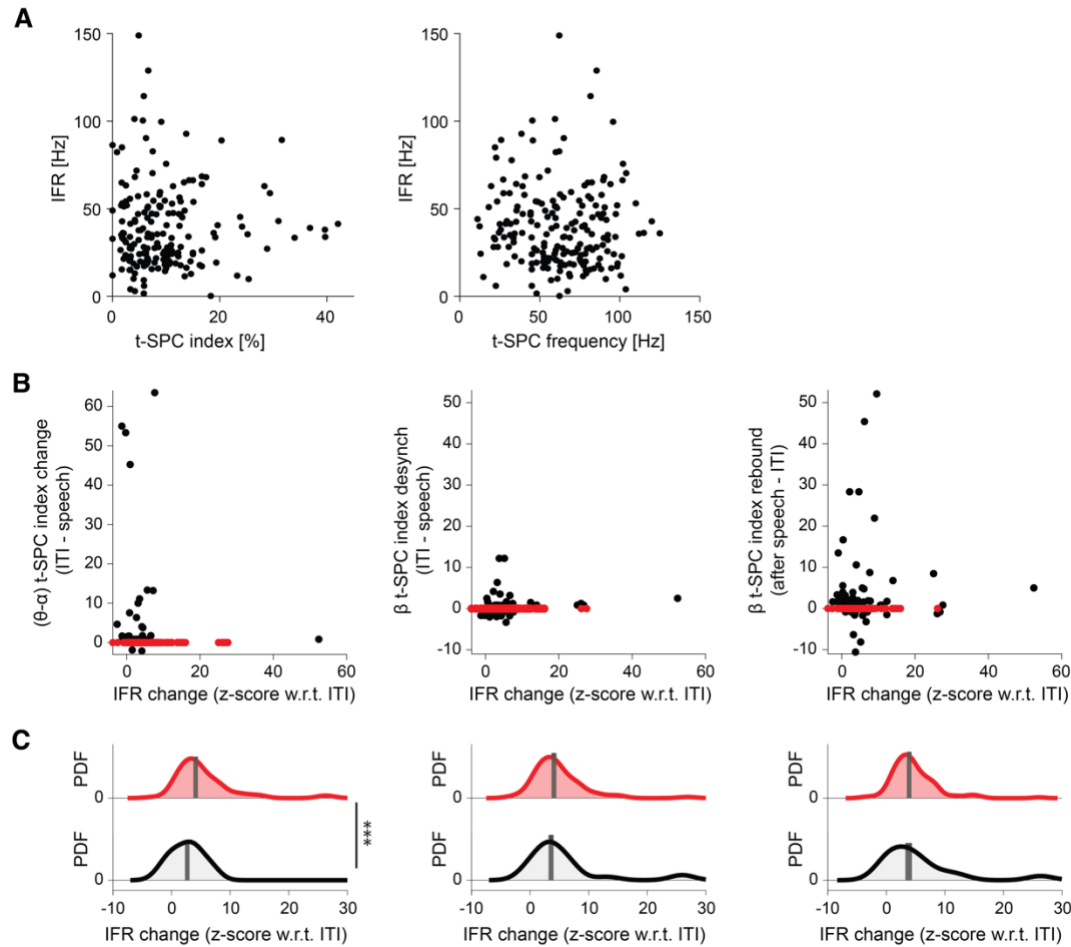 A
150
100
50
0
IFR [Hz]
0
20
40
t-SPC index [%]
150
100
50
0
IFR [Hz]
0
50
100
150
t-SPC frequency [Hz]
B
60
50
40
30
20
10
0
(θ-α) t-SPC index change
(ITI - speech)
0
20
40
60
IFR change (z-score w.r.t. ITI)
50
40
30
20
10
0
-10
β t-SPC index desynch
(ITI - speech)
0
20
40
60
IFR change (z-score w.r.t. ITI)
50
40
30
20
10
0
-10
β t-SPC index rebound
(after speech - ITI)
0
20
40
60
IFR change (z-score w.r.t. ITI)
C
PDF
0
PDF
0
***
-10
0
10
20
30
IFR change (z-score w.r.t. ITI)
PDF
0
PDF
0
-10
0
10
20
30
IFR change (z-score w.r.t. ITI)
PDF
0
PDF
0
-10
0
10
20
30
IFR change (z-score w.r.t. ITI)